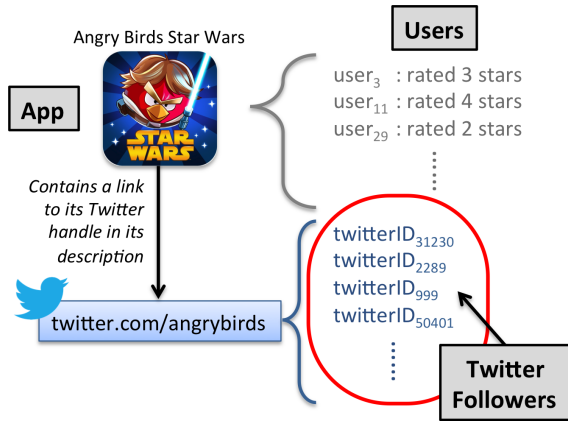 Angry Birds Star Wars
Users
App
STAR
WARS
user3 : rated 3 stars
user11 : rated 4 stars
user29 : rated 2 stars
Contains a link
to its Twitter
handle in its
description
twitter.com/angrybirds
twitterID31230
twitterID2289
twitterID999
twitterID50401
Twitter
Followers